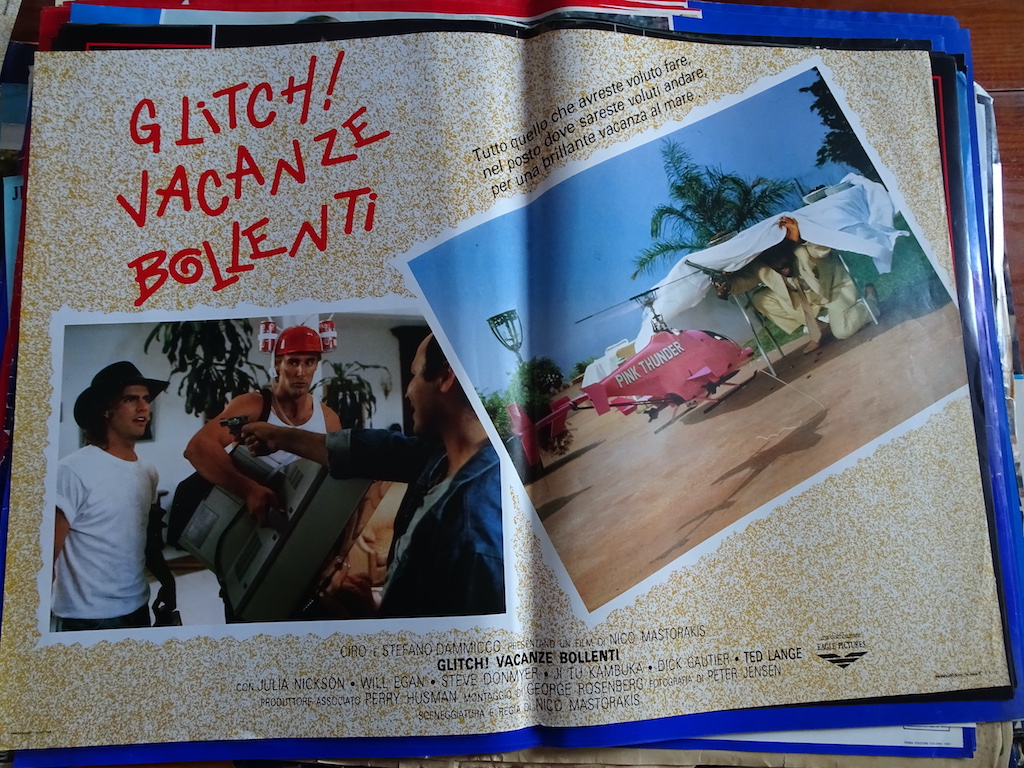 GLiTCH!
VACANZE
BOLLENTi
Tutto quello che avreste voluto fare,
nel posto dove sareste voluti andare,
per una brillante vacanza al mare.
PINK THUNDER
CIRO E STEFANO DAMMICCO PRESENTANO UN FILM DI NICO MASTORAKIS
GLITCH! VACANZE BOLLENTI
CON JULIA NICKSON • WILL EGAN • STEVE DONMYER • JI TU KAMBUKA • DICK GAUTIER • TED LANGE
PRODUTTORE ASSOCIATO PERRY HUSMAN MONTAGGIO DI GEORGE ROSENBERG FOTOGRAFIA DI PETER JENSEN
SCENEGGIATURA E REGIA DI NICO MASTORAKIS
EAGLE PICTURES